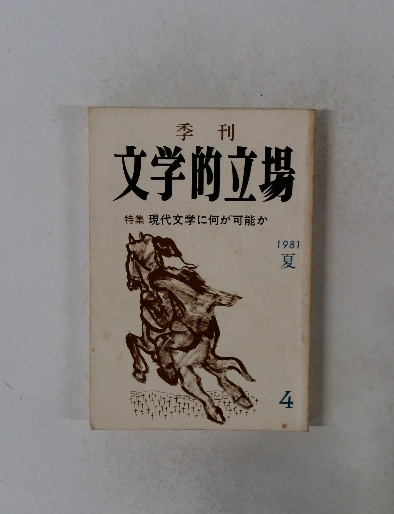 季刊
文学的立場
特集 現代文学に何が可能か
1981
夏
4